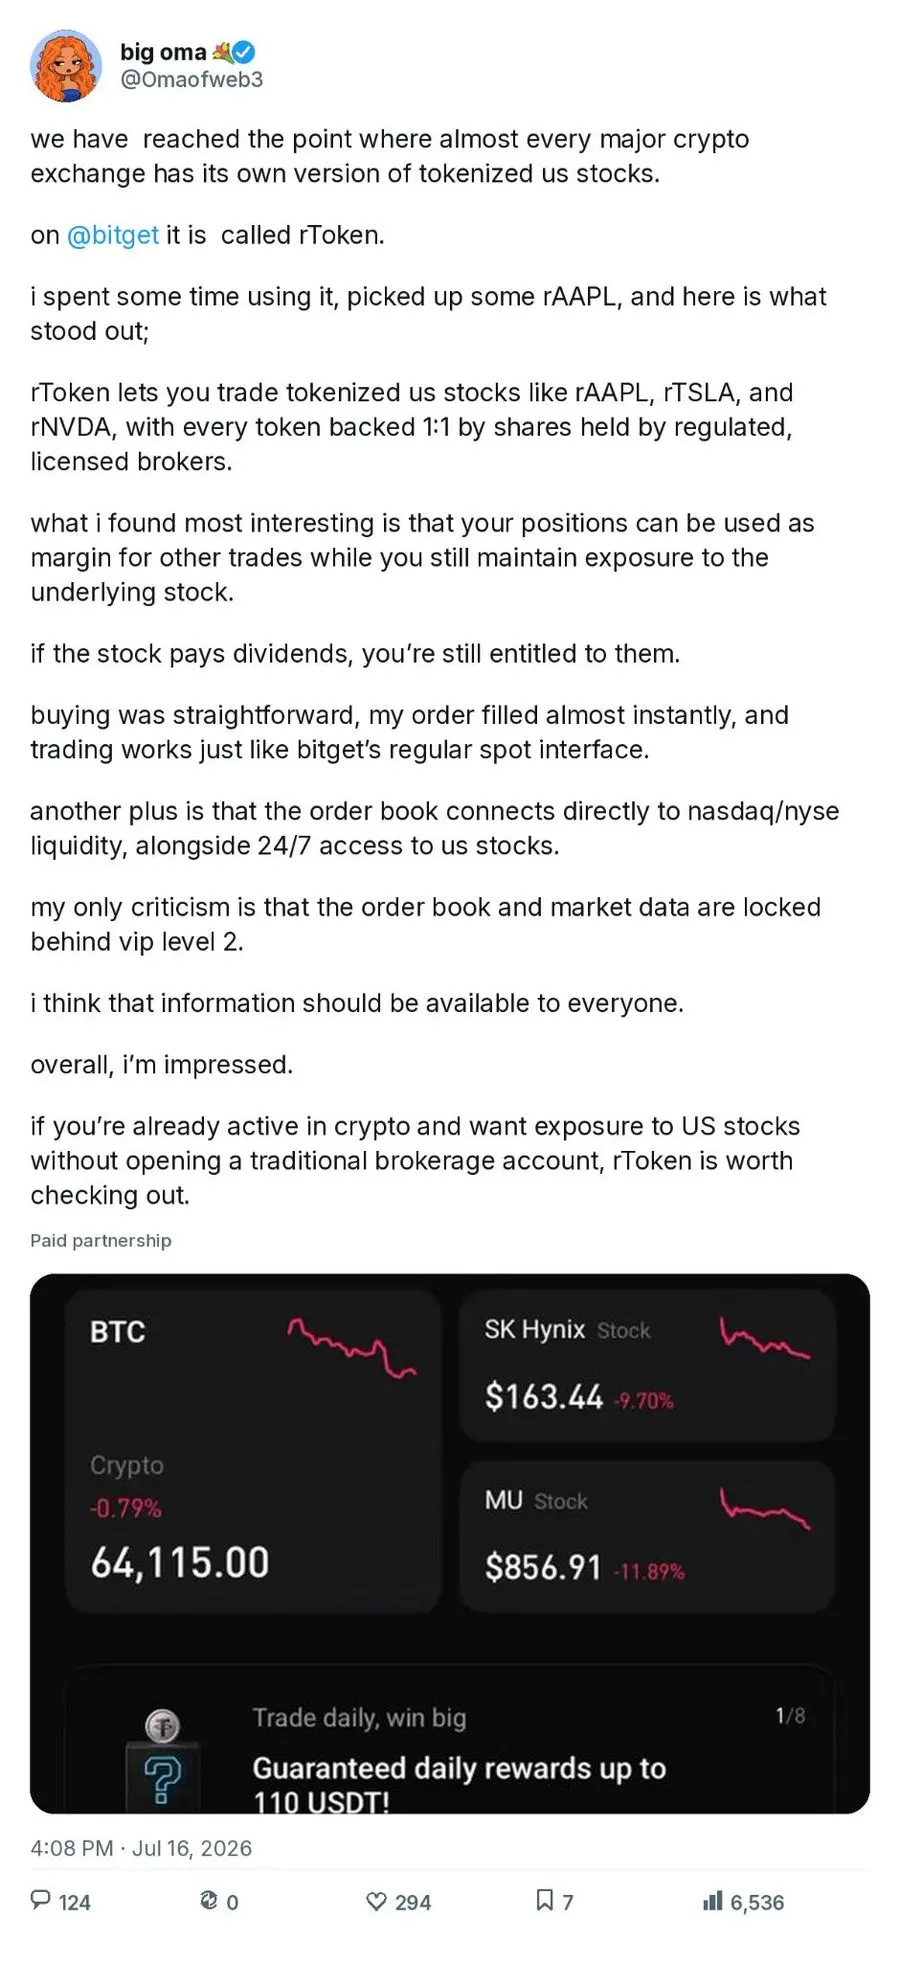 big oma
@Omaofweb3
we have  reached the point where almost every major crypto
exchange has its own version of tokenized us stocks.
on @bitget it is  called rToken.
i spent some time using it, picked up some rAAPL, and here is what
stood out;
rToken lets you trade tokenized us stocks like rAAPL, rTSLA, and
rNVDA, with every token backed 1:1 by shares held by regulated,
licensed brokers.
what i found most interesting is that your positions can be used as
margin for other trades while you still maintain exposure to the
underlying stock.
if the stock pays dividends, you’re still entitled to them.
buying was straightforward, my order filled almost instantly, and
trading works just like bitget’s regular spot interface.
another plus is that the order book connects directly to nasdaq/nyse
liquidity, alongside 24/7 access to us stocks.
my only criticism is that the order book and market data are locked
behind vip level 2.
i think that information should be available to everyone.
overall, i’m impressed.
if you’re already active in crypto and want exposure to US stocks
without opening a traditional brokerage account, rToken is worth
checking out.
Paid partnership
BTC
Crypto
-0.79%
64,115.00
SK Hynix Stock
$163.44 -9.70%
MU Stock
$856.91 -11.89%
Trade daily, win big
1/8
Guaranteed daily rewards up to
110 USDT!
4:08 PM · Jul 16, 2026
124 0 294 7 6,536